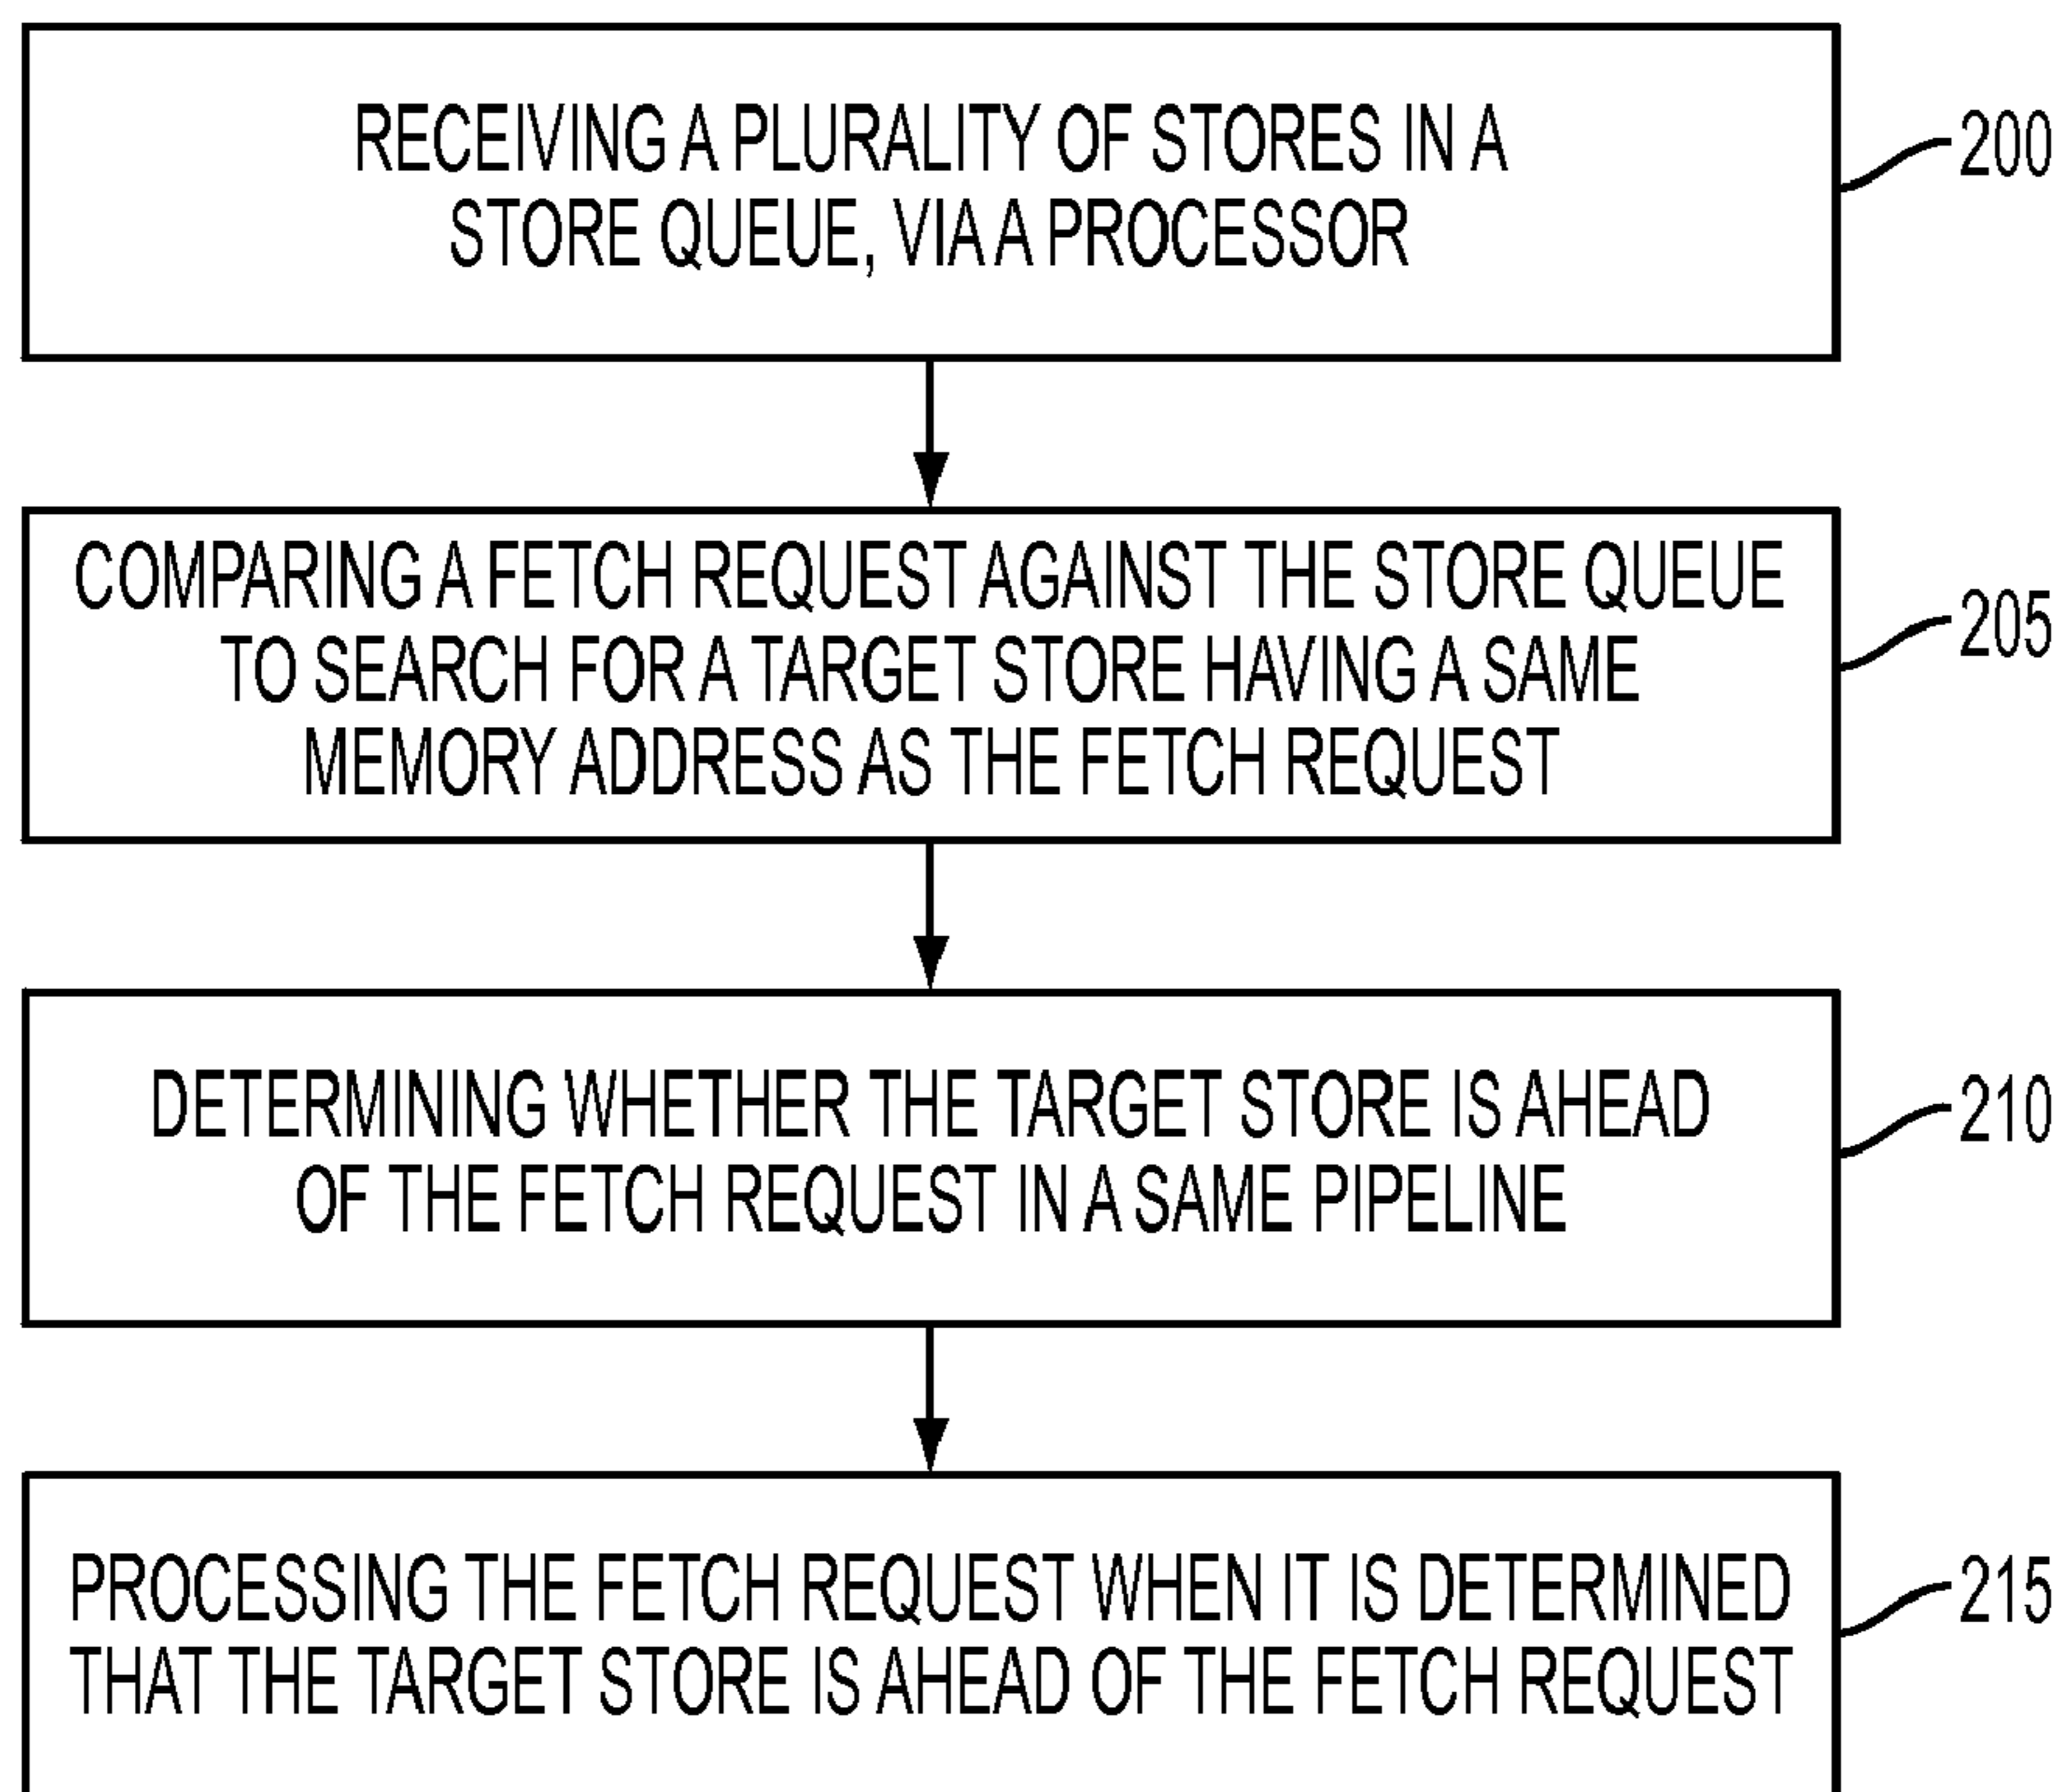 RECEIVING A PLURALITY OF STORES IN A
STORE QUEUE, VIA A PROCESSOR
200
COMPARING A FETCH REQUEST AGAINST THE STORE QUEUE
TO SEARCH FOR A TARGET STORE HAVING A SAME
MEMORY ADDRESS AS THE FETCH REQUEST
205
DETERMINING WHETHER THE TARGET STORE IS AHEAD
OF THE FETCH REQUEST IN A SAME PIPELINE
210
PROCESSING THE FETCH REQUEST WHEN IT IS DETERMINED
THAT THE TARGET STORE IS AHEAD OF THE FETCH REQUEST
215